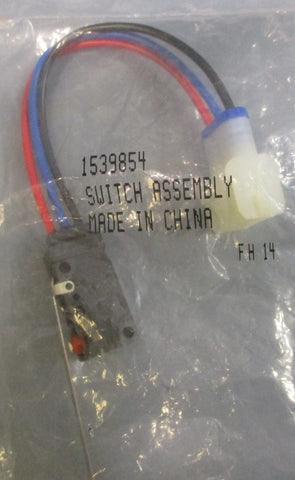 1539854
SWITCH ASSEMBLY
MADE IN CHINA
FH 14